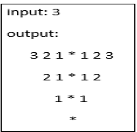 input: 3
output:
3 2 1 * 1 2 3
2 1 * 1 2
1 * 1
*